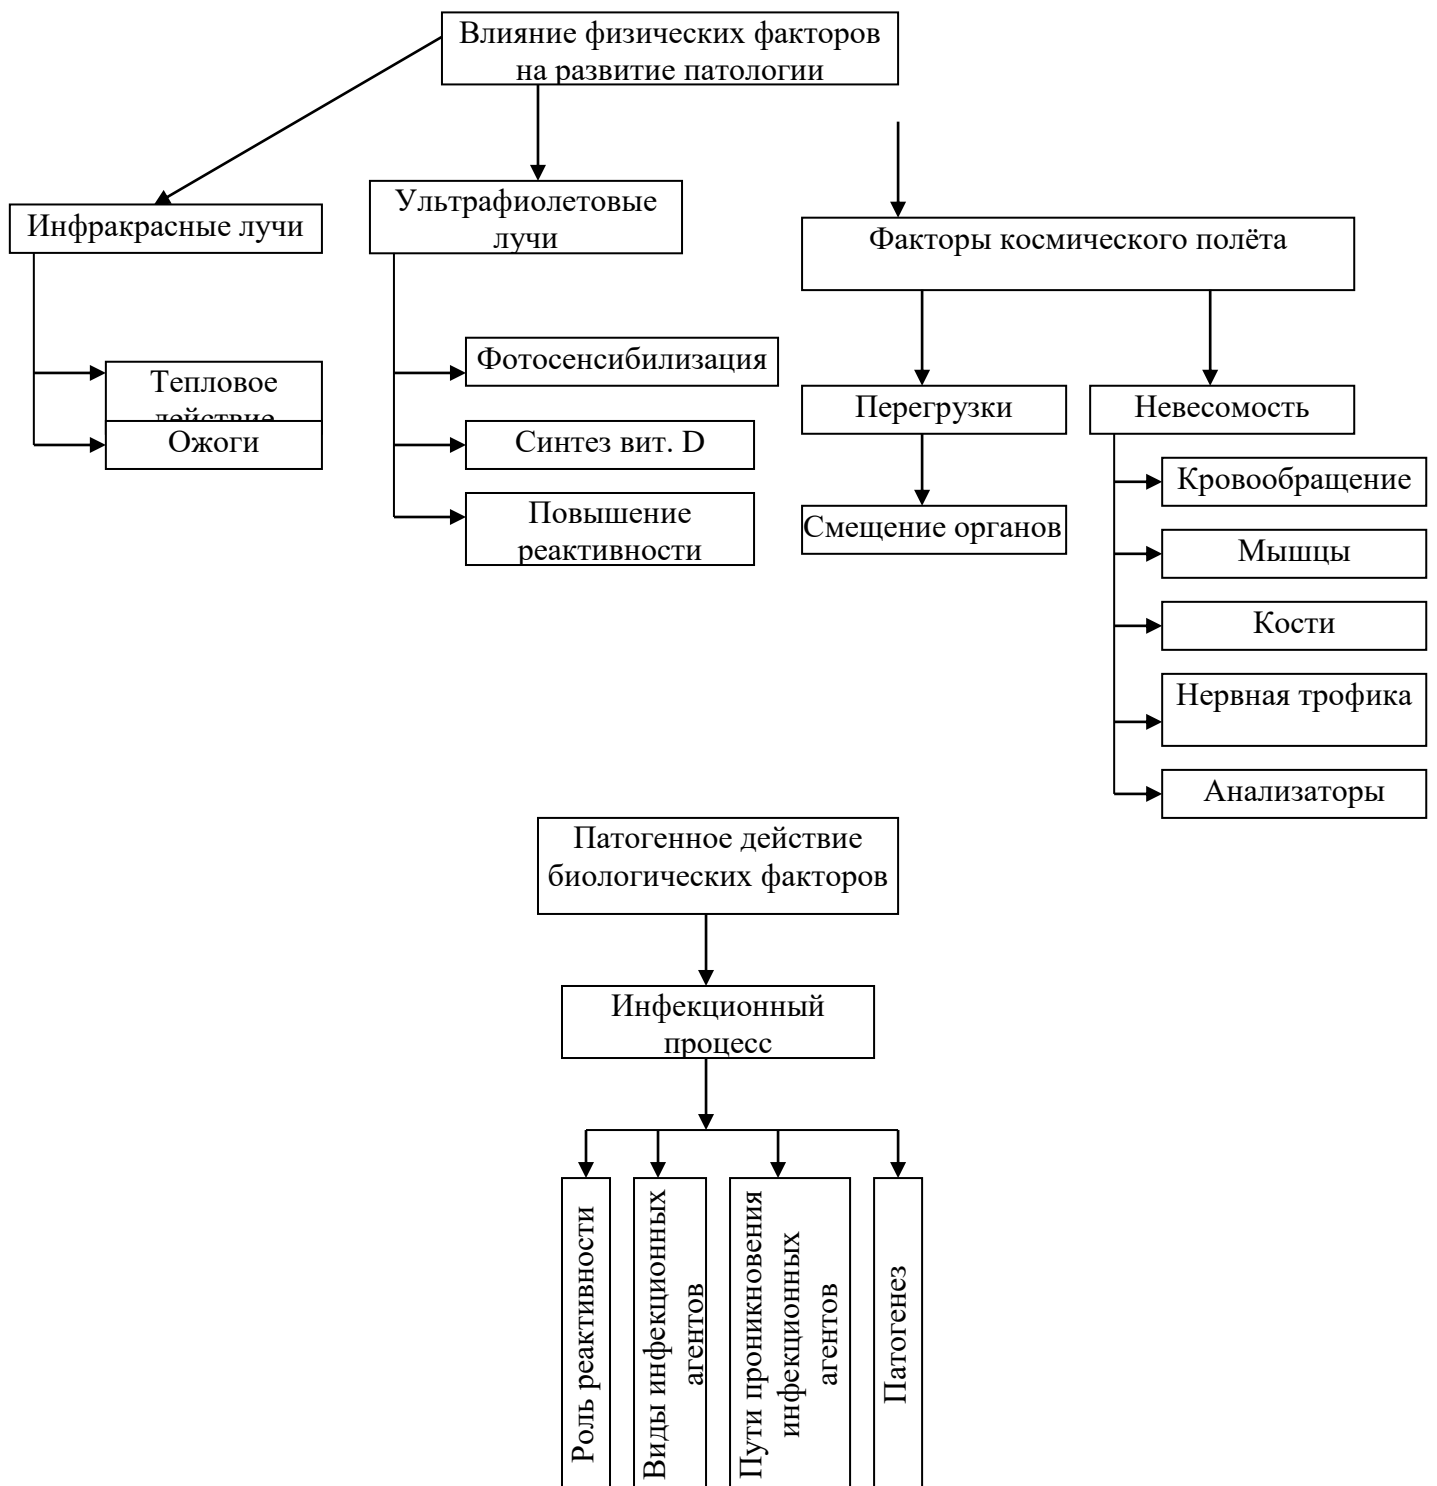 Влияние физических факторов
на развитие патологии
Инфракрасные лучи
Ультрафиолетовые
лучи
Факторы космического полёта
Тепловое
действие
Ожоги
Фотосенсибилизация
Синтез вит. D
Повышение
реактивности
Перегрузки
Смещение органов
Невесомость
Кровообращение
Мышцы
Кости
Нервная трофика
Анализаторы
Патогенное действие
биологических факторов
Инфекционный
процесс
Роль реактивности
Виды инфекционных
агентов
Пути проникновения
инфекционных
агентов
Патогенез